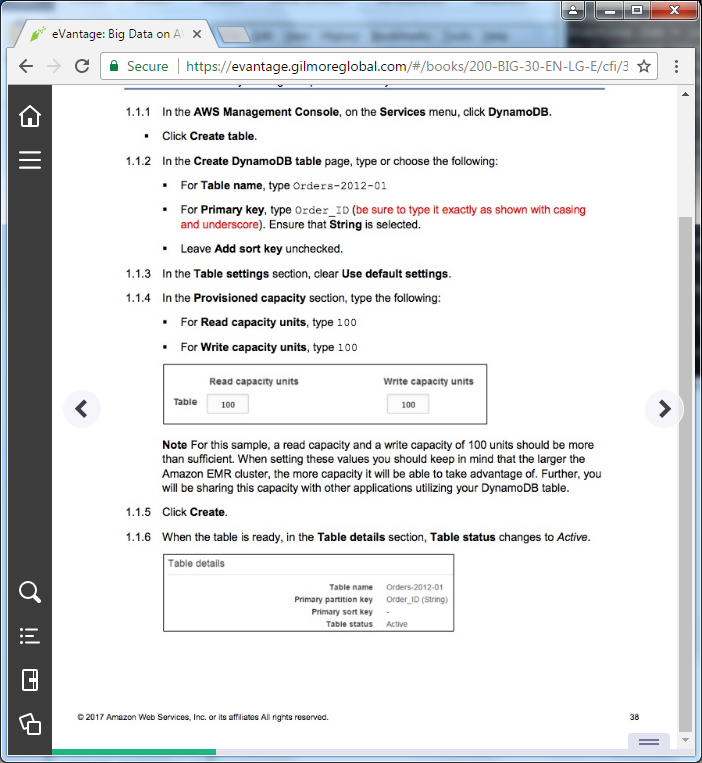 eVantage: Big Data on A
Secure
https://evantage.gilmoreglobal.com/#/books/200-BIG-30-EN-LG-E/cfi/3
1.1.1 In the AWS Management Console, on the Services menu, click DynamoDB.
▪ Click Create table.
1.1.2 In the Create DynamoDB table page, type or choose the following:
▪ For Table name, type Orders-2012-01
▪ For Primary key, type Order_ID (be sure to type it exactly as shown with casing
and underscore). Ensure that String is selected.
▪ Leave Add sort key unchecked.
1.1.3 In the Table settings section, clear Use default settings.
1.1.4 In the Provisioned capacity section, type the following:
▪ For Read capacity units, type 100
▪ For Write capacity units, type 100
Read capacity units Write capacity units
Table 100 100
Note For this sample, a read capacity and a write capacity of 100 units should be more
than sufficient. When setting these values you should keep in mind that the larger the
Amazon EMR cluster, the more capacity it will be able to take advantage of. Further, you
will be sharing this capacity with other applications utilizing your DynamoDB table.
1.1.5 Click Create.
1.1.6 When the table is ready, in the Table details section, Table status changes to Active.
Table details
Table name Orders-2012-01
Primary partition key Order_ID (String)
Primary sort key -
Table status Active
© 2017 Amazon Web Services, Inc. or its affiliates All rights reserved. 38